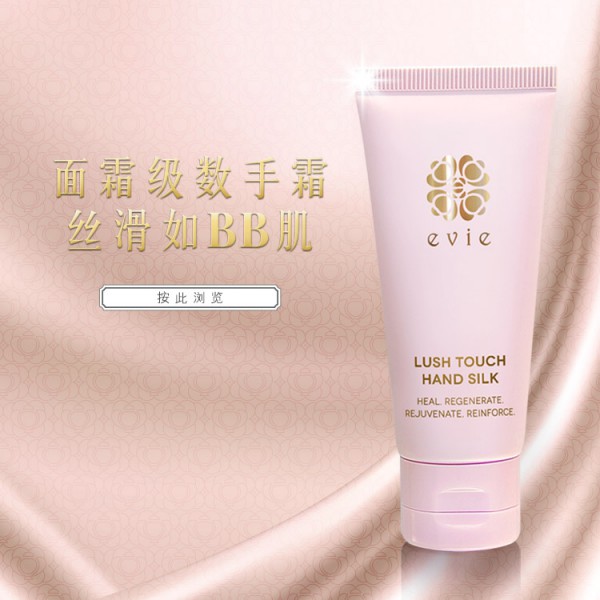 面霜级数手霜
丝滑如BB肌
按此浏览
evie
LUSH TOUCH
HAND SILK
HEAL. REGENERATE.
REJUVENATE. REINFORCE.